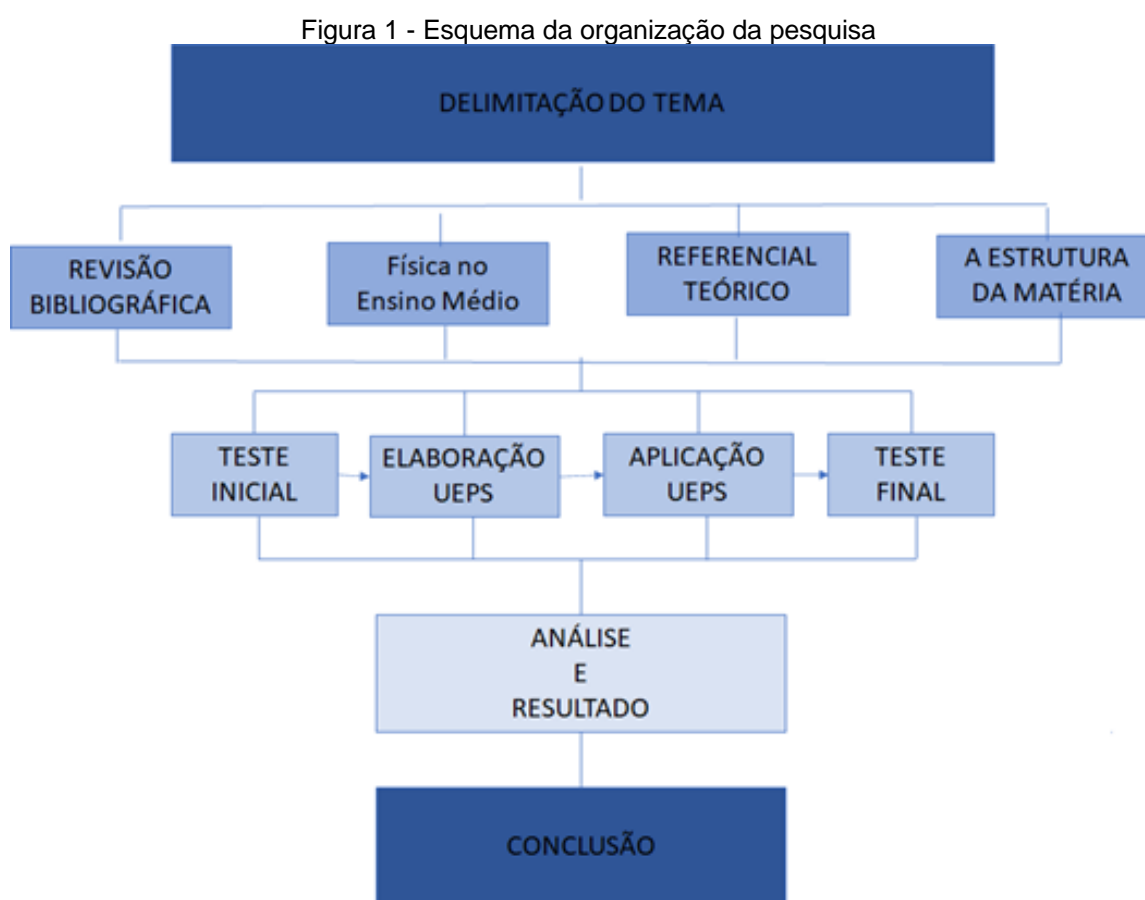 Figura 1 - Esquema da organização da pesquisa
DELIMITAÇÃO DO TEMA
REVISÃO
BIBLIOGRÁFICA
Física no
Ensino Médio
REFERENCIAL
TEÓRICO
A ESTRUTURA
DA MATÉRIA
TESTE
INICIAL
ELABORAÇÃO
UEPS
APLICAÇÃO
UEPS
TESTE
FINAL
ANÁLISE
E
RESULTADO
CONCLUSÃO